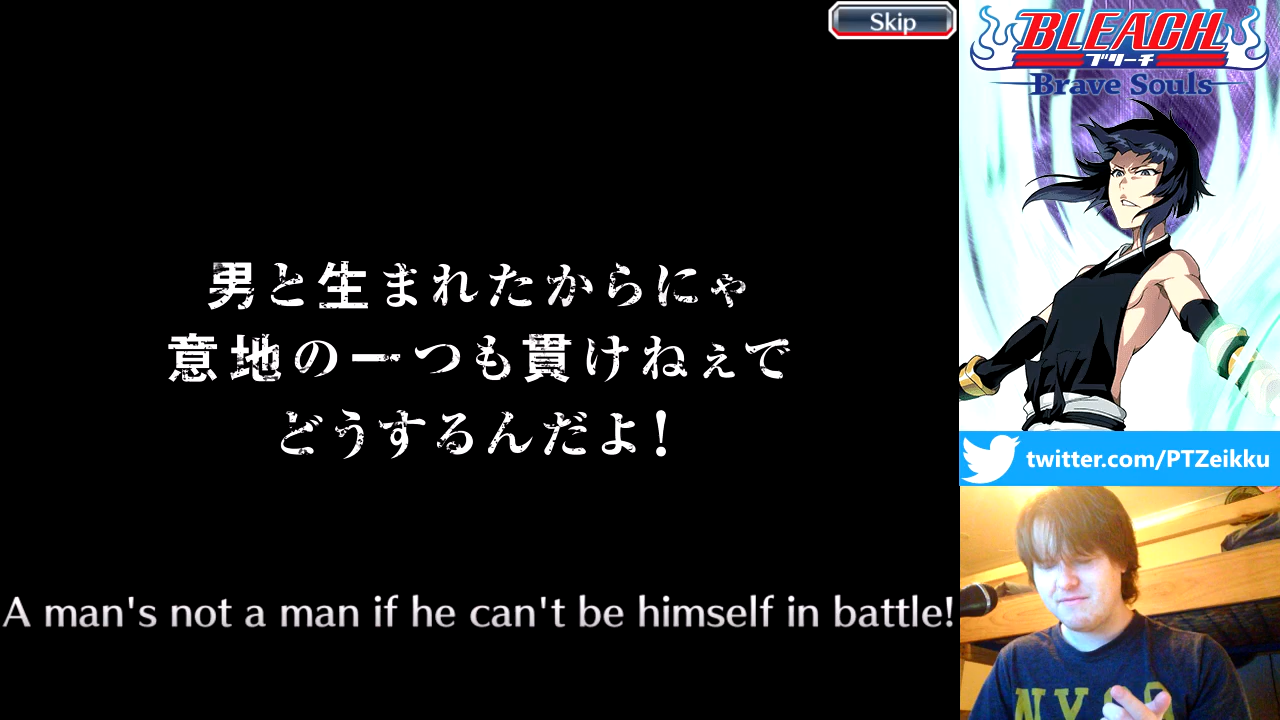 Skip
男と生まれたからにゃ
意地の一つも貫けねぇで
どうするんだよ!
A man's not a man if he can't be himself in battle!
BLEACH
ブリーチ
Brave Souls
twitter.com/PTZeikku